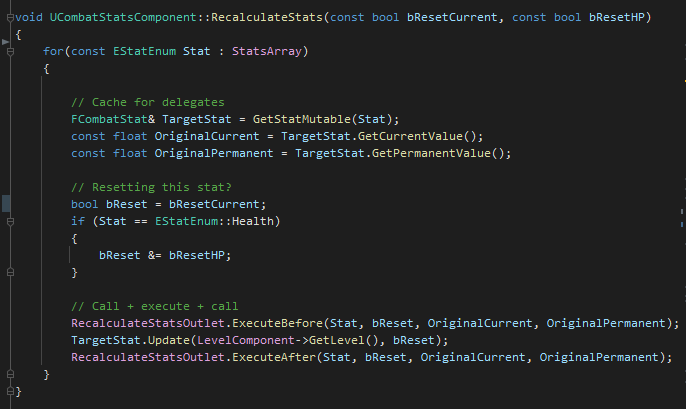 void UCombatStatsComponent::RecalculateStats(const bool bResetCurrent, const bool bResetHP)
{
    for(const EStatEnum Stat : StatsArray)
    {

        // Cache for delegates
        FCombatStat& TargetStat = GetStatMutable(Stat);
        const float OriginalCurrent = TargetStat.GetCurrentValue();
        const float OriginalPermanent = TargetStat.GetPermanentValue();

        // Resetting this stat?
        bool bReset = bResetCurrent;
        if (Stat == EStatEnum::Health)
        {
            bReset &= bResetHP;
        }

        // Call + execute + call
        RecalculateStatsOutlet.ExecuteBefore(Stat, bReset, OriginalCurrent, OriginalPermanent);
        TargetStat.Update(LevelComponent->GetLevel(), bReset);
        RecalculateStatsOutlet.ExecuteAfter(Stat, bReset, OriginalCurrent, OriginalPermanent);
    }
}